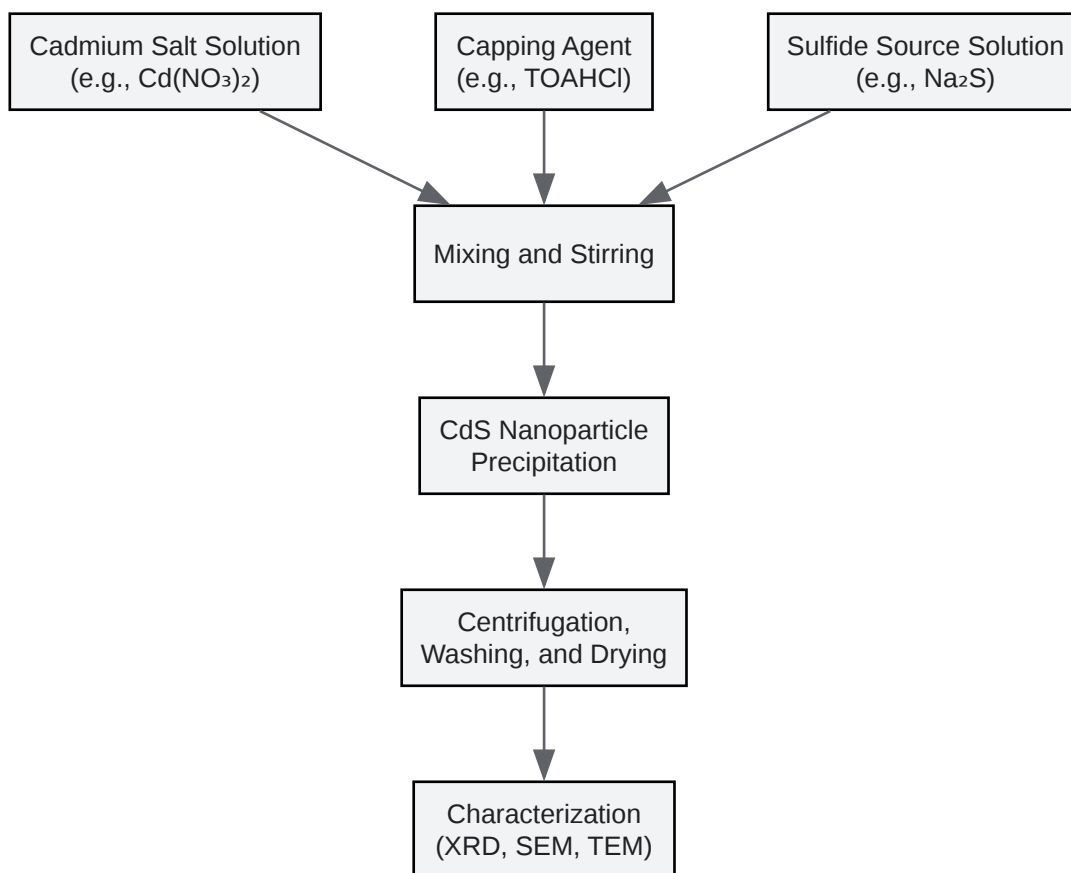 Cadmium Salt Solution
(e.g., Cd(NO₃)₂)
Capping Agent
(e.g., TOAHCl)
Sulfide Source Solution
(e.g., Na₂S)
Mixing and Stirring
CdS Nanoparticle
Precipitation
Centrifugation,
Washing, and Drying
Characterization
(XRD, SEM, TEM)